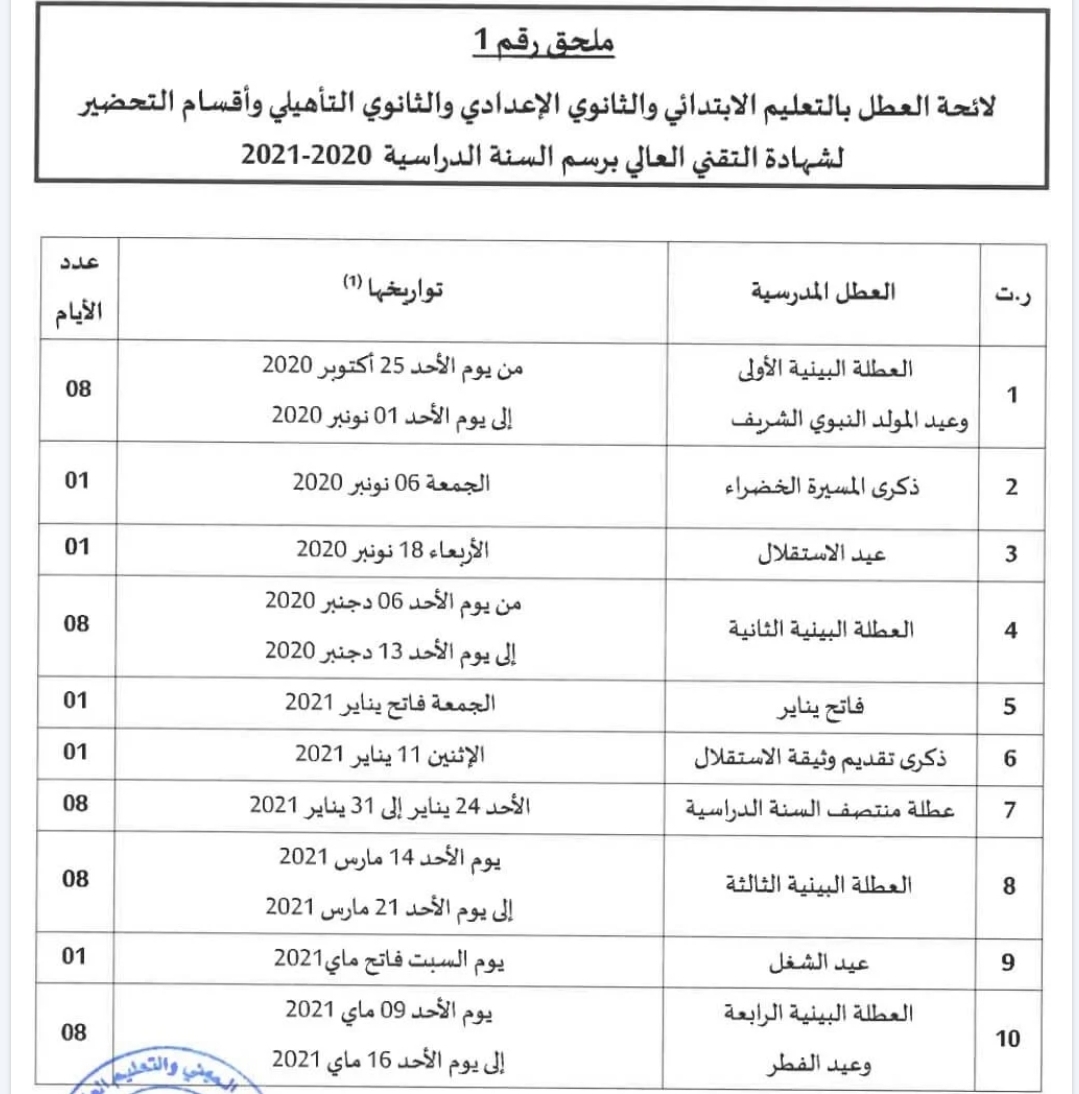 ملحق رقم 1
لائحة العطل بالتعليم الابتدائي والثانوي الإعدادي والثانوي التأهيلي وأقسام التحضير
لشهادة التقني العالي برسم السنة الدراسية 2020-2021
ر.ت العطل المدرسية تواريخها (1) عدد
الأيام
1 العطلة البينية الأولى من يوم الأحد 25 أكتوبر 2020 08
وعيد المولد النبوي الشريف إلى يوم الأحد 01 نونبر 2020
2 ذكرى المسيرة الخضراء الجمعة 06 نونبر 2020 01
3 عيد الاستقلال الأربعاء 18 نونبر 2020 01
4 العطلة البينية الثانية من يوم الأحد 06 دجنبر 2020 08
إلى يوم الأحد 13 دجنبر 2020
5 فاتح يناير الجمعة فاتح يناير 2021 01
6 ذكرى تقديم وثيقة الاستقلال الإثنين 11 يناير 2021 01
7 عطلة منتصف السنة الدراسية الأحد 24 يناير إلى 31 يناير 2021 08
8 العطلة البينية الثالثة يوم الأحد 14 مارس 2021 08
إلى يوم الأحد 21 مارس 2021
9 عيد الشغل يوم السبت فاتح ماي2021 01
10 العطلة البينية الرابعة يوم الأحد 09 ماي 2021 08
وعيد الفطر إلى يوم الأحد 16 ماي 2021
المهني والتعليم